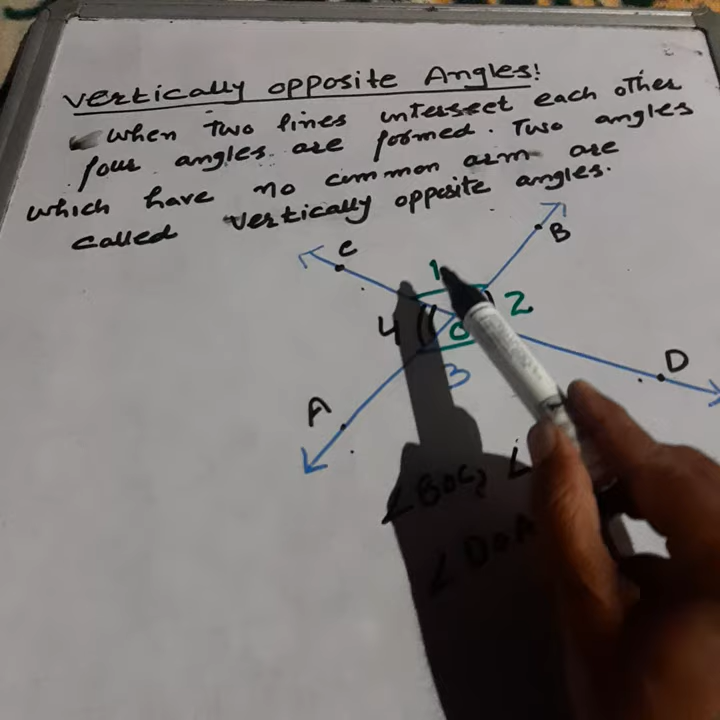 Vertically opposite Angles!
When two lines intersect each other
four angles are formed. Two angles
which have no common arm are
called vertically opposite angles.
C
B
1
2
4
O
3
D
A
∠BOC, ∠
∠DOA